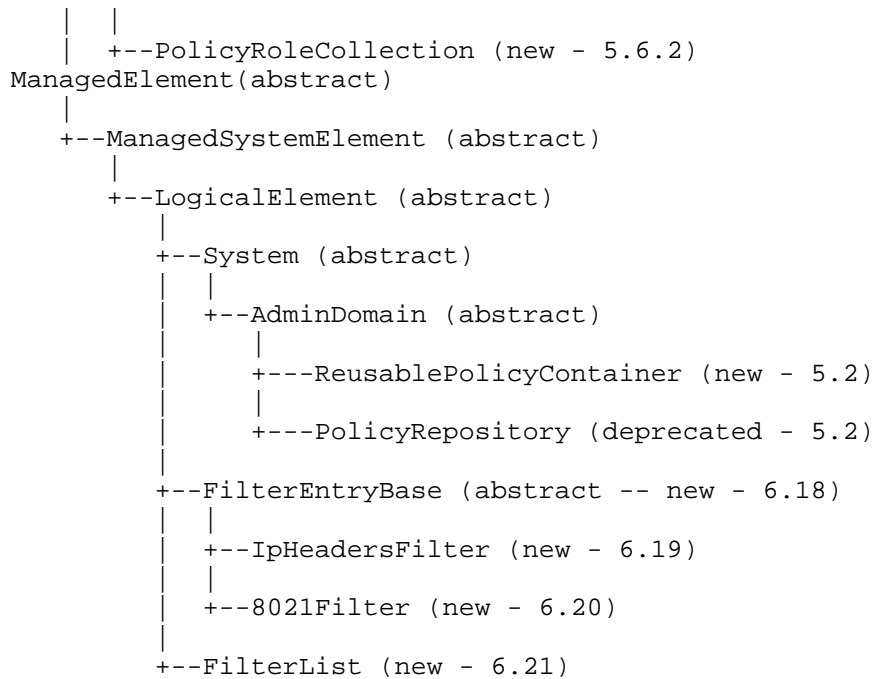 |  |
   |  +--PolicyRoleCollection (new - 5.6.2)
ManagedElement(abstract)
   |
   +--ManagedSystemElement (abstract)
      |
      +--LogicalElement (abstract)
         |
         +--System (abstract)
         |  |
         |  +--AdminDomain (abstract)
         |     |
         |     +---ReusablePolicyContainer (new - 5.2)
         |     |
         |     +---PolicyRepository (deprecated - 5.2)
         |
         +--FilterEntryBase (abstract -- new - 6.18)
         |  |
         |  +--IpHeadersFilter (new - 6.19)
         |  |
         |  +--8021Filter (new - 6.20)
         |
         +--FilterList (new - 6.21)